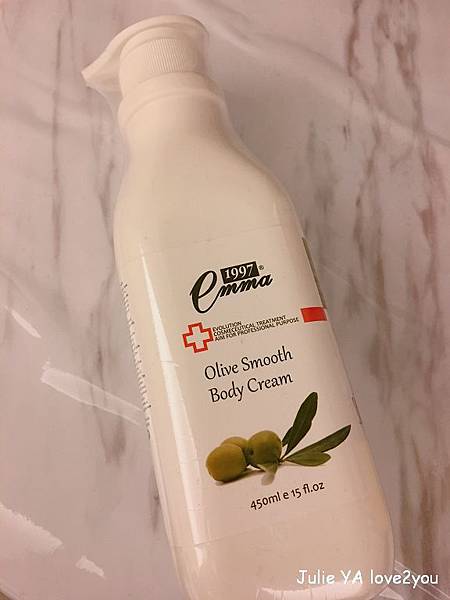 1997
emma®
EVOLUTION
COSMECEUTICAL TREATMENT
AIM FOR PROFESSIONAL PURPOSE
Olive Smooth
Body Cream
450ml e 15 fl.oz
Julie YA love2you